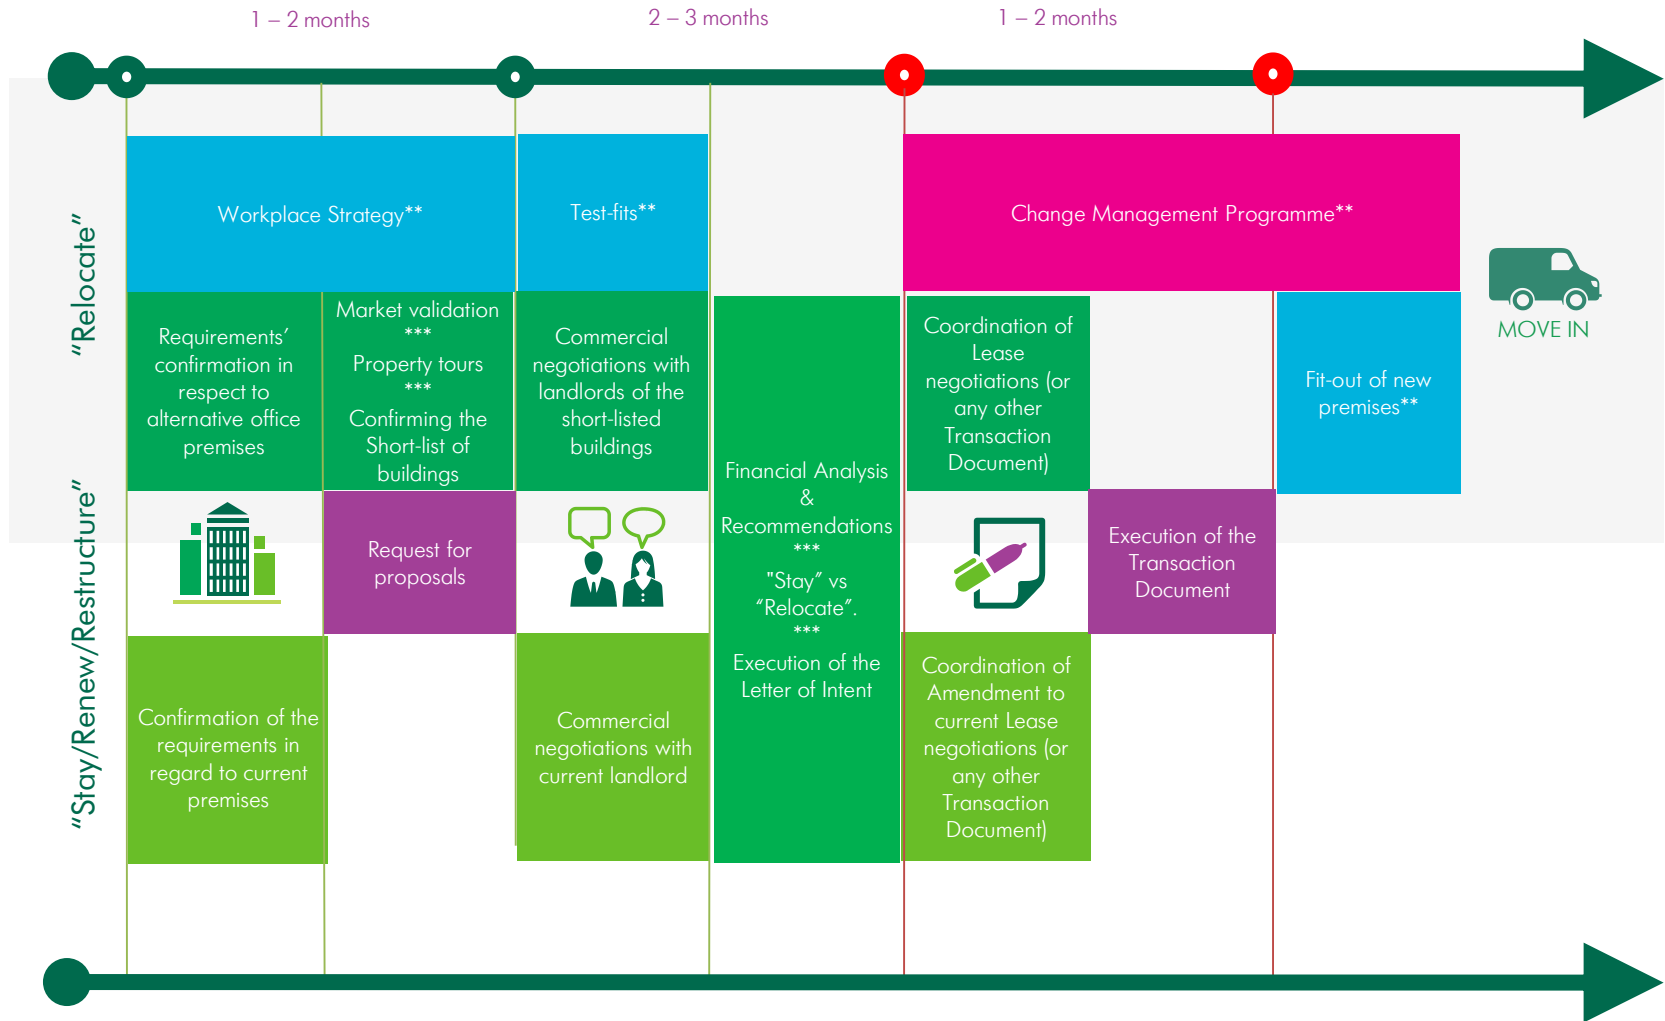 1 – 2 months
2 – 3 months
1 – 2 months
“Relocate”
“Stay/Renew/Restructure”
Workplace Strategy**
Test-fits**
Change Management Programme**
Requirements’
confirmation in
respect to
alternative office
premises
Market validation
***
Property tours
***
Confirming the
Short-list of
buildings
Commercial
negotiations with
landlords of the
short-listed
buildings
Financial Analysis
&
Recommendations
***
"Stay” vs
“Relocate”.
***
Execution of the
Letter of Intent
Coordination of
Lease
negotiations (or
any other
Transaction
Document)
Fit-out of new
premises**
MOVE IN
Request for
proposals
Execution of the
Transaction
Document
Confirmation of the
requirements in
regard to current
premises
Commercial
negotiations with
current landlord
Coordination of
Amendment to
current Lease
negotiations (or
any other
Transaction
Document)